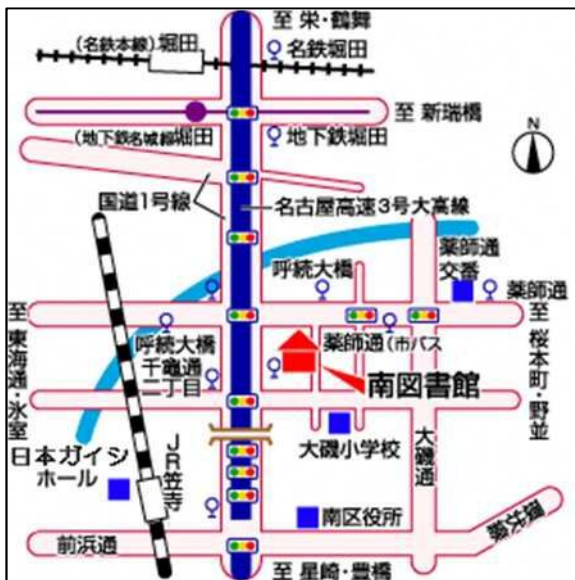 至 栄・鶴舞
(名鉄本線)堀田
名鉄堀田
至 新瑞橋
(地下鉄名城線)堀田
地下鉄堀田
N
国道1号線
名古屋高速3号大高線
薬師通
交番
呼続大橋
薬師通
至 東海通・氷室
呼続大橋
千竈通
二丁目
薬師通(市バス
至 桜本町・野並
南図書館
日本ガイシ
ホール
JR笠寺
大磯小学校
大磯通
南区役所
前浜通
至 星崎・豊橋